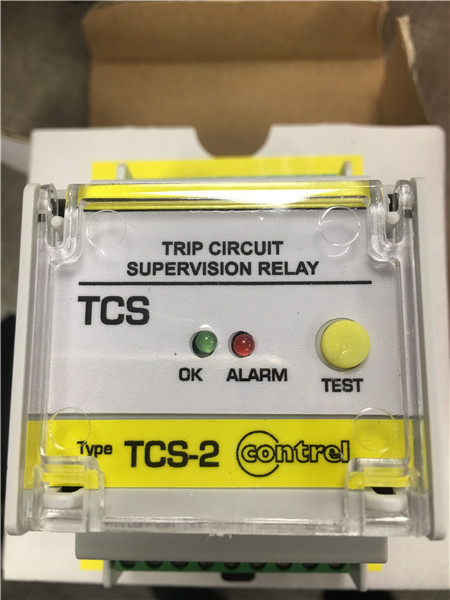 TRIP CIRCUIT
SUPERVISION RELAY
TCS
OK ALARM
TEST
Type TCS-2 contrel